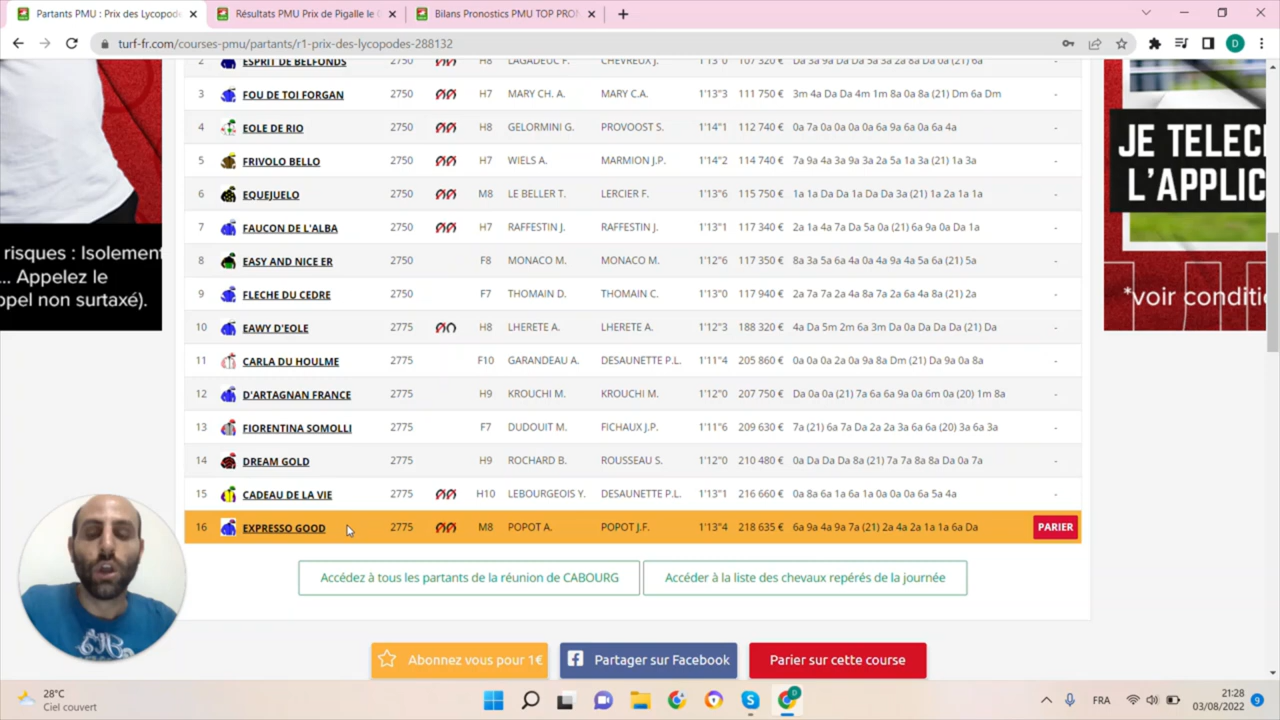 Partants PMU : Prix des Lycopode
Résultats PMU Prix de Pigalle le
Bilans Pronostics PMU TOP PRO
turf-fr.com/courses-pmu/partants/r1-prix-des-lycopodes-288132
D
2 ESPRIT DE BELFONDS 2750 H8 LAGADEUC F. CHEVREUX J. 1'13"0 107 320 € Da 3a 9a Da Da 5a 3a 2a 8a Da 0a (21) 6a
3 FOU DE TOI FORGAN 2750 H7 MARY CH. A. MARY C.A. 1'13"3 111 750 € 3m 4a Da Da 4m 1m 8a 0a 8a (21) Dm 6a Dm
4 EOLE DE RIO 2750 H8 GELORMINI G. PROVOOST S. 1'14"1 112 740 € 0a 7a 0a 0a 0a 0a 6a 9a 6a 0a 6a 4a
5 FRIVOLO BELLO 2750 H7 WIELS A. MARMION J.P. 1'14"2 114 740 € 7a 9a 4a 3a 9a 3a 2a 5a 1a 3a (21) 1a 3a
6 EQUEJUELO 2750 M8 LE BELLER T. LERCIER F. 1'13"6 115 750 € 1a 1a Da Da 1a Da Da 3a (21)1a 2a 1a 1a
7 FAUCON DE L'ALBA 2750 H7 RAFFESTIN J. RAFFESTIN J. 1'13"1 117 340 € 2a 1a 4a 7a Da 5a 0a (21) 6a 9a 0a Da 1a
8 EASY AND NICE ER F8 MONACO M. MONACO M. 1'12"6 117 350 € 8a 3a 5a 6a 4a 0a 4a 9a 4a 5a 6a (21) 5a
2750
9 FLECHE DU CEDRE 2750 F7 THOMAIN D. THOMAIN C. 1'13"0 117 940 € 2a 7a 7a 2a 4a 8a 7a 2a 6a 4a 8a (21) 2a
10 EAWY D'EOLE 2775 H8 LHERETE A. LHERETE A. 1'12"3 188 320 € 4a Da 5m 2m 6a 3m Da 0a Da Da Da (21) Da
11 CARLA DU HOULME 2775 F10 GARANDEAU A. DESAUNETTE P.L. 1'11"4 205 860 € 0a 0a 0a 2a 0a 9a 8a Dm (21) Da 9a 0a 8a
12 D'ARTAGNAN FRANCE 2775 H9 KROUCHI M. KROUCHI M. 1'12"0 207 750 € Da 0a 0a (21) 7a 6a 6a 9a 0a 6m 0a (20) 1m 8a
13 FIORENTINA SOMOLLI 2775 F7 DUDOUIT M. FICHAUX J.P. 1'11"6 209 630 € 7a (21) 6a 7a Da 2a 2a 3a 6a 6a (20) 3a 6a 3a
14 DREAM GOLD 2775 H9 ROCHARD B. ROUSSEAU S. 1'12"0 210 480 € 0a Da Da Da 8a (21) 7a 7a 8a 8a Da 0a 7a
15 CADEAU DE LA VIE 2775 H10 LEBOURGEOIS Y. DESAUNETTE P.L. 1'13"1 216 660 € 0a 8a 6a 1a 6a 1a 0a 0a 0a 6a 5a 4a
16 EXPRESSO GOOD 2775 M8 POPOT A. POPOT J.F. 1'13"4 218 635 € 6a 9a 4a 9a 7a (21) 2a 4a 2a 1a 1a 6a Da PARIER
Accédez à tous les partants de la réunion de CABOURG
Accéder à la liste des chevaux repérés de la journée
Abonnez vous pour 1€
Partager sur Facebook
Parier sur cette course
risques : Isolement
... Appelez le
ppel non surtaxé).
JE TELEC
L'APPLIC
*voir conditi
28°C
Ciel couvert
FRA
21:28
03/08/2022
9